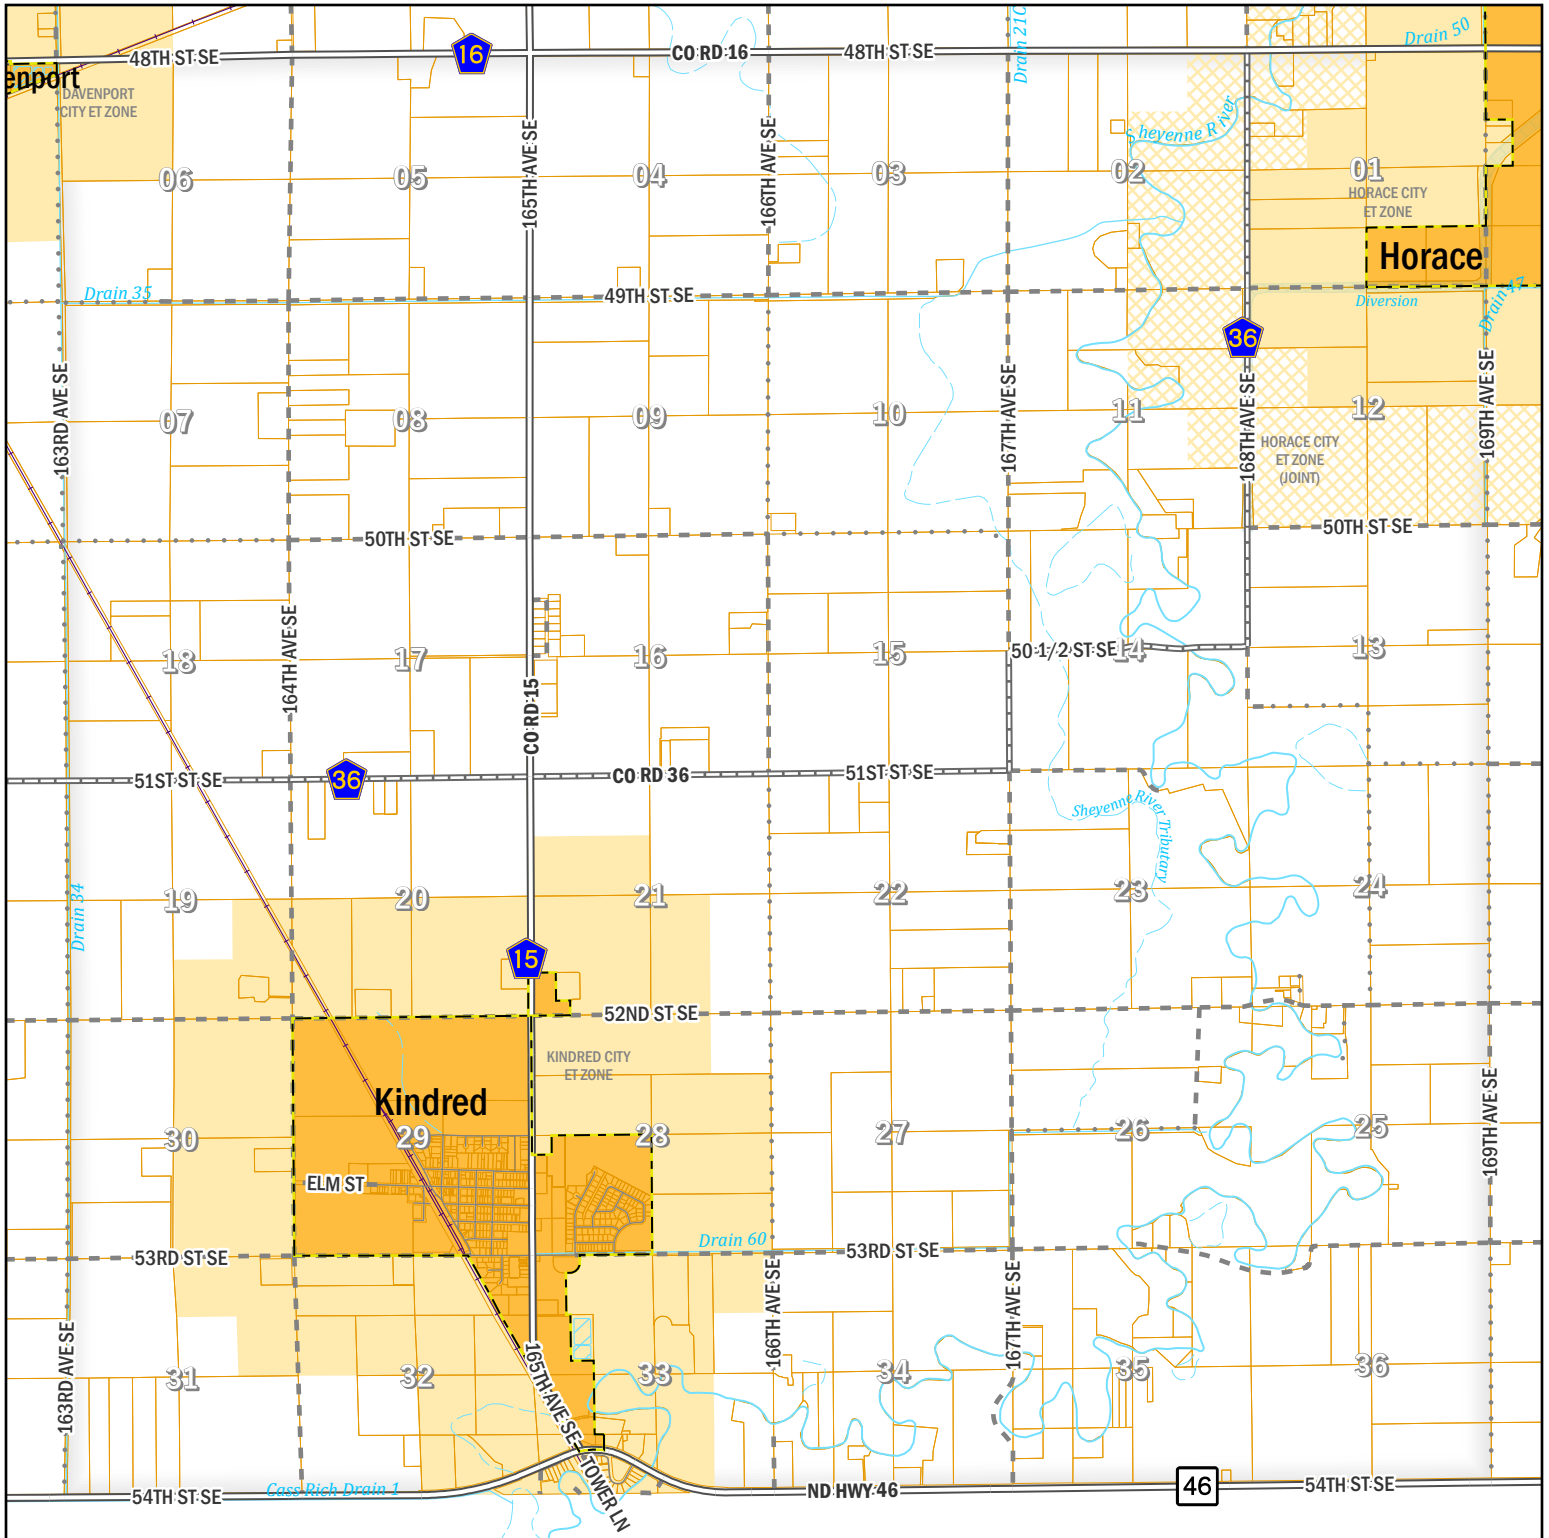 48TH ST SE
16
CO RD 16
48TH ST SE
Drain 21C
Drain 50
enport
DAVENPORT
CITY ET ZONE
165TH AVE SE
166TH AVE SE
Sheyenne River
06
05
04
03
02
01
HORACE CITY
ET ZONE
Horace
Drain 35
49TH ST SE
Diversion
Drain 47
36
163RD AVE SE
167TH AVE SE
168TH AVE SE
169TH AVE SE
07
08
09
10
11
12
HORACE CITY
ET ZONE
(JOINT)
50TH ST SE
50TH ST SE
164TH AVE SE
18
17
16
15
50 1/2 ST SE
14
13
CO RD 15
51ST ST SE
36
CO RD 36
51ST ST SE
Sheyenne River Tributary
Drain 34
19
20
21
22
23
24
15
52ND ST SE
KINDRED CITY
ET ZONE
Kindred
169TH AVE SE
30
29
28
27
26
25
ELM ST
53RD ST SE
Drain 60
53RD ST SE
163RD AVE SE
165TH AVE SE
166TH AVE SE
167TH AVE SE
31
32
33
34
35
36
TOWER LN
54TH ST SE
Cass Rich Drain 1
ND HWY 46
46
54TH ST SE